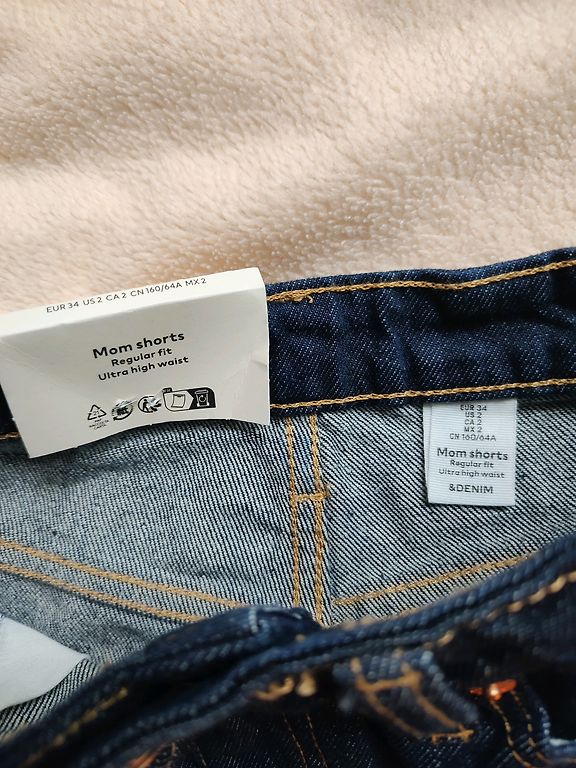 EUR 34 US 2 CA 2 CN 160/64A MX 2
Mom shorts
Regular fit
Ultra high waist
EUR 34
US 2
CA 2
MX 2
CN 160/64A
Mom shorts
Regular fit
Ultra high waist
&DENIM